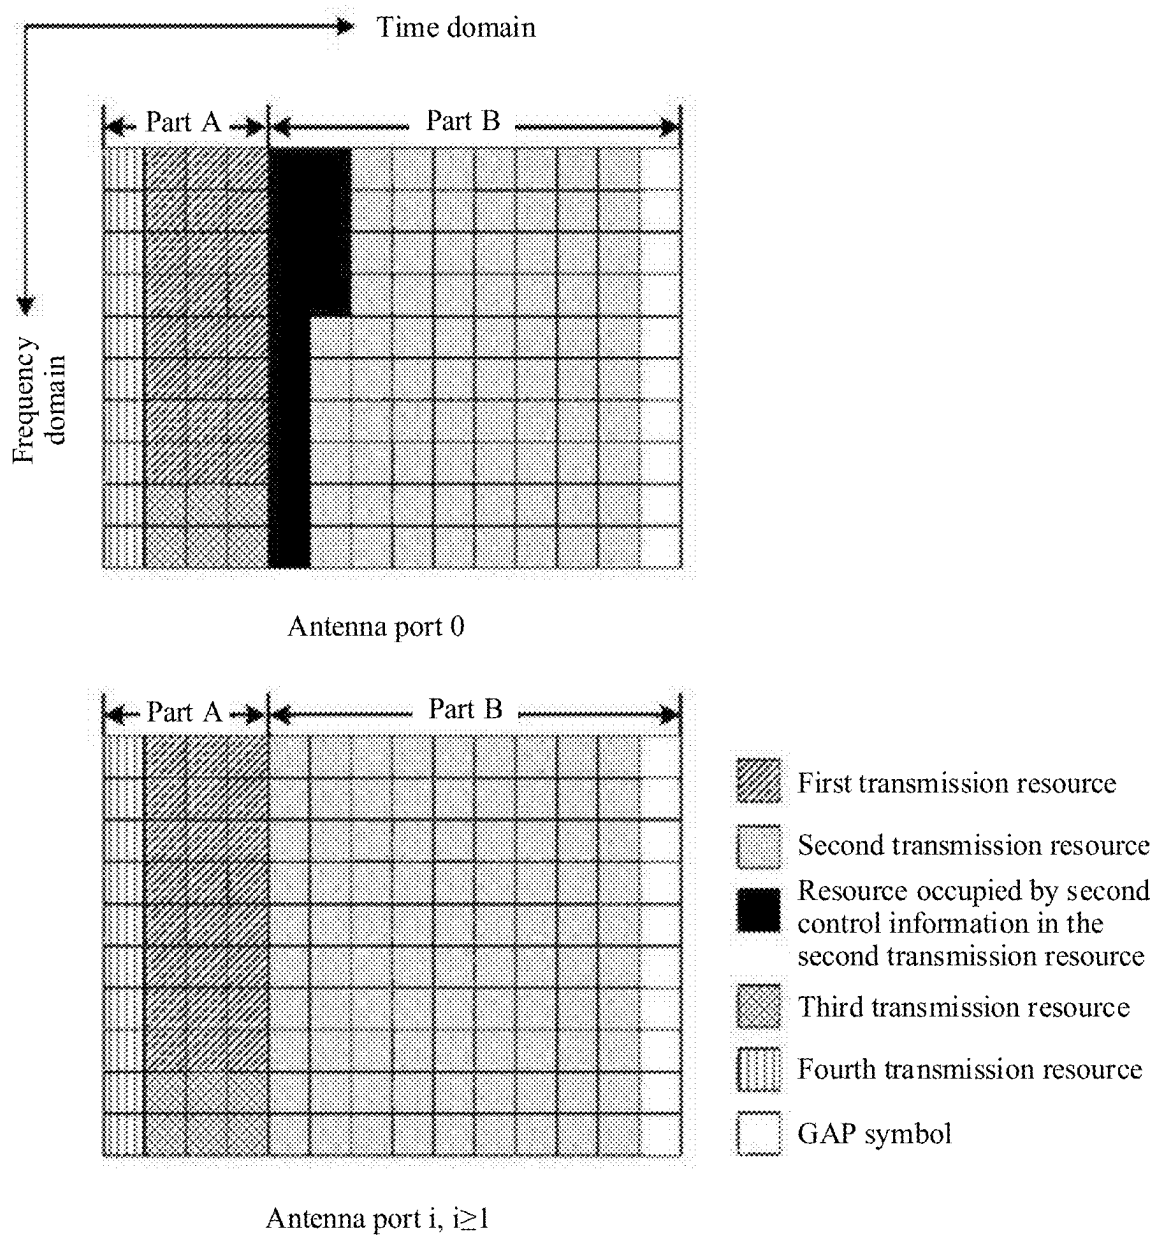 Time domain
Part A
Part B
Frequency
domain
Antenna port 0
Part A
Part B
First transmission resource
Second transmission resource
Resource occupied by second
control information in the
second transmission resource
Third transmission resource
Fourth transmission resource
GAP symbol
Antenna port i, i≥1